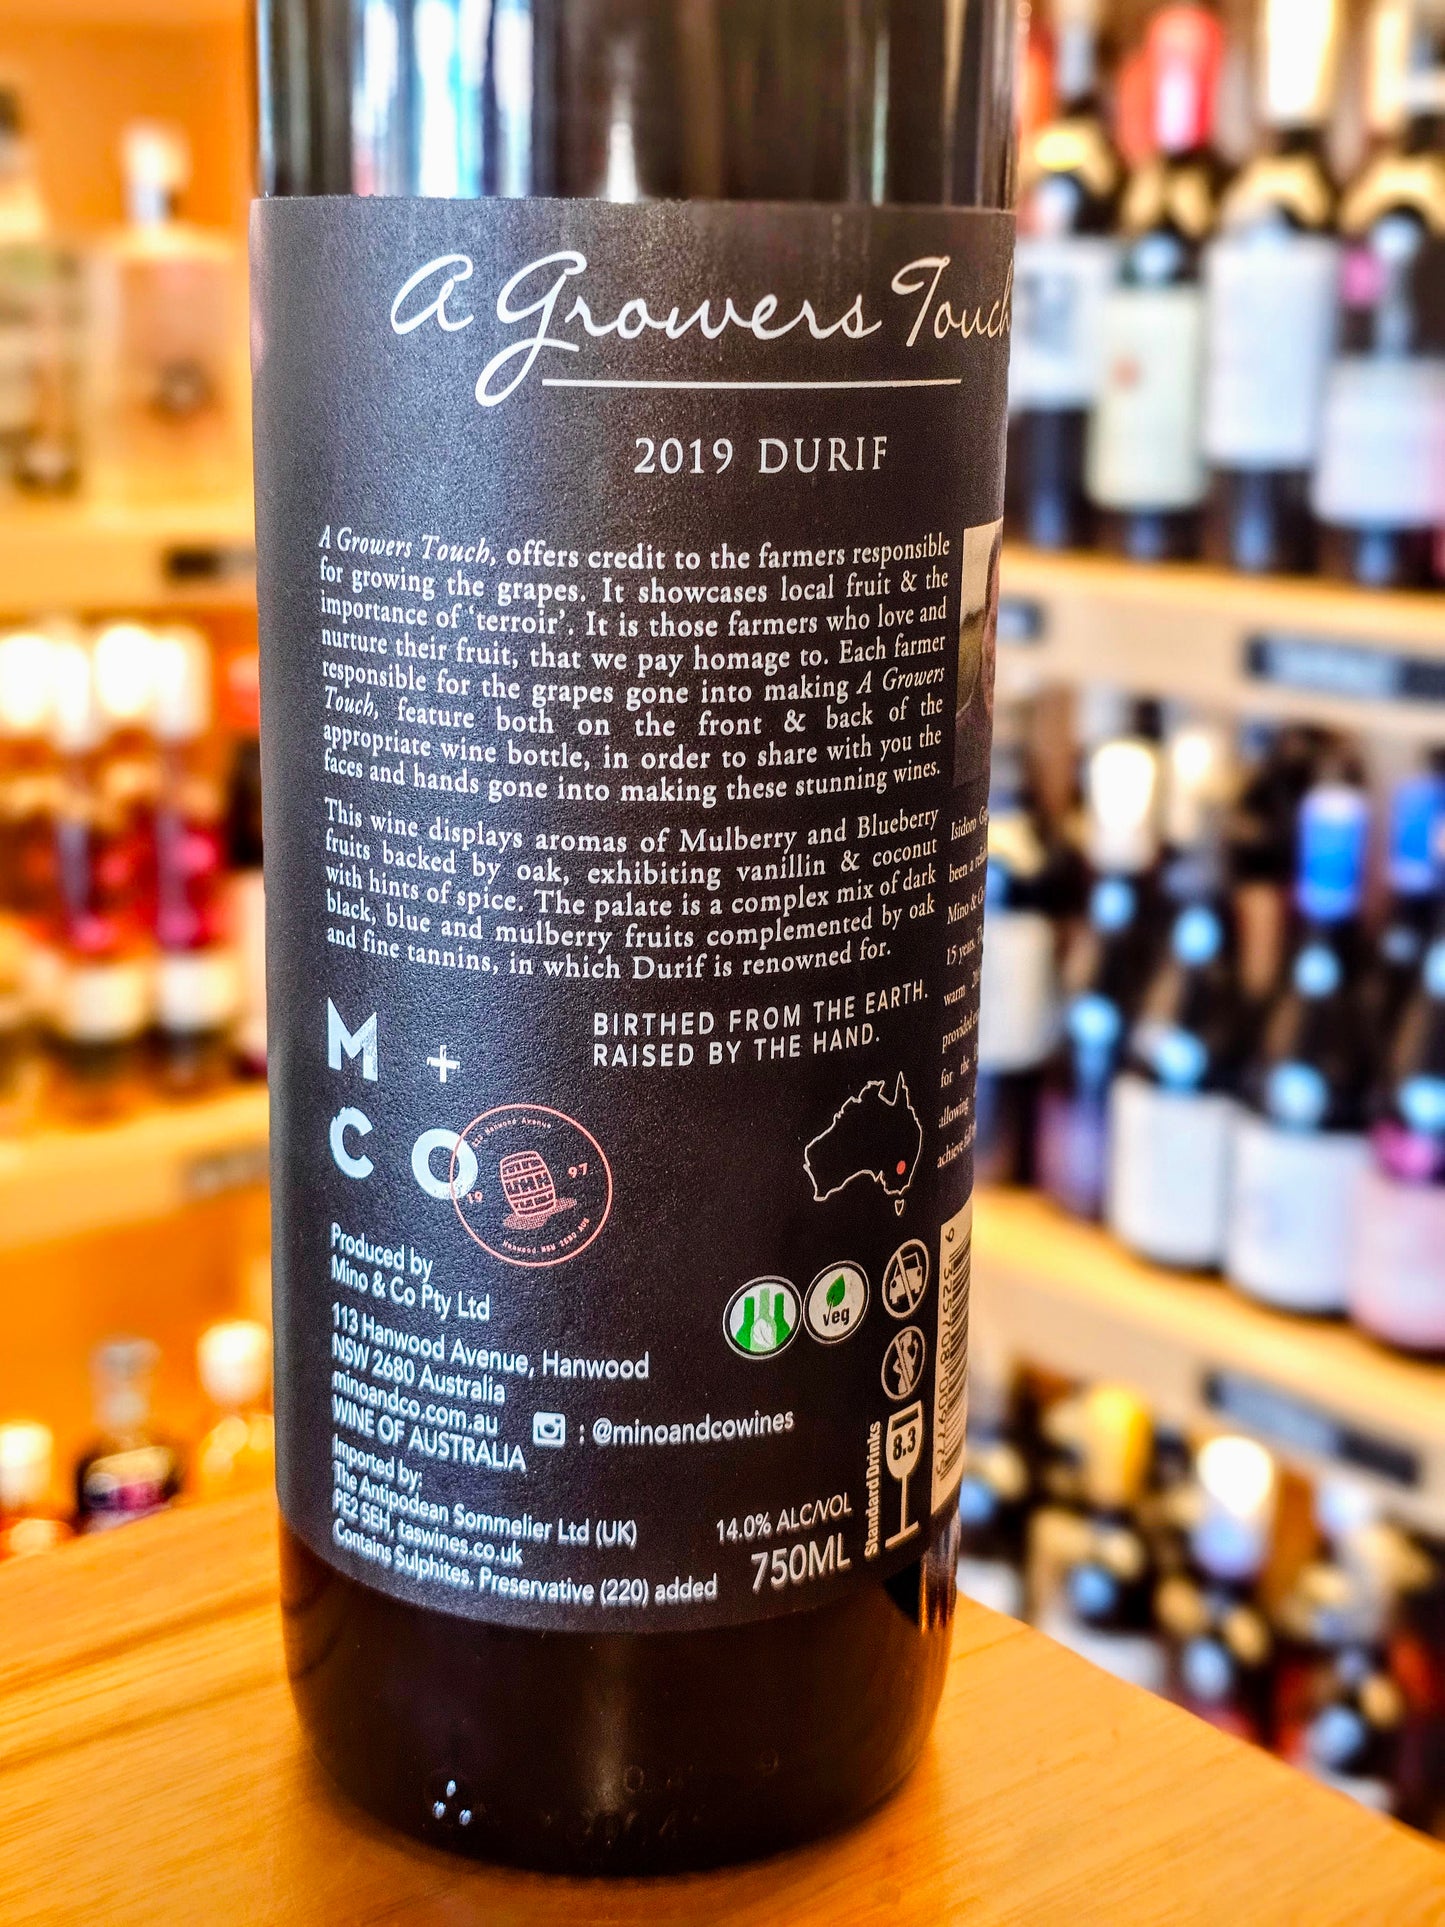 A Growers Touch
2019 DURIF
A Growers Touch, offers credit to the farmers responsible
for growing the grapes. It showcases local fruit & the
importance of 'terroir'. It is those farmers who love and
nurture their fruit, that we pay homage to. Each farmer
responsible for the grapes gone into making A Growers
Touch, feature both on the front & back of the
appropriate wine bottle, in order to share with you the
faces and hands gone into making these stunning wines.
This wine displays aromas of Mulberry and Blueberry
fruits backed by oak, exhibiting vanillin & coconut
with hints of spice. The palate is a complex mix of dark
black, blue and mulberry fruits complemented by oak
and fine tannins, in which Durif is renowned for.
BIRTHED FROM THE EARTH.
RAISED BY THE HAND.
M +
CO
Hanwood Avenue
19 97
Hanwood NSW 2680 AUS
Produced by
Mino & Co Pty Ltd
113 Hanwood Avenue, Hanwood
NSW 2680 Australia
minoandco.com.au
WINE OF AUSTRALIA
: @minoandcowines
Imported by:
The Antipodean Sommelier Ltd (UK)
PE2 5EH, taswines.co.uk
Contains Sulphites. Preservative (220) added
veg
14.0% ALC/VOL
750ML
Standard Drinks
8.3
Isidoro
been a
Mino &
15 years.
warm
provided
for the
allowing
achieve